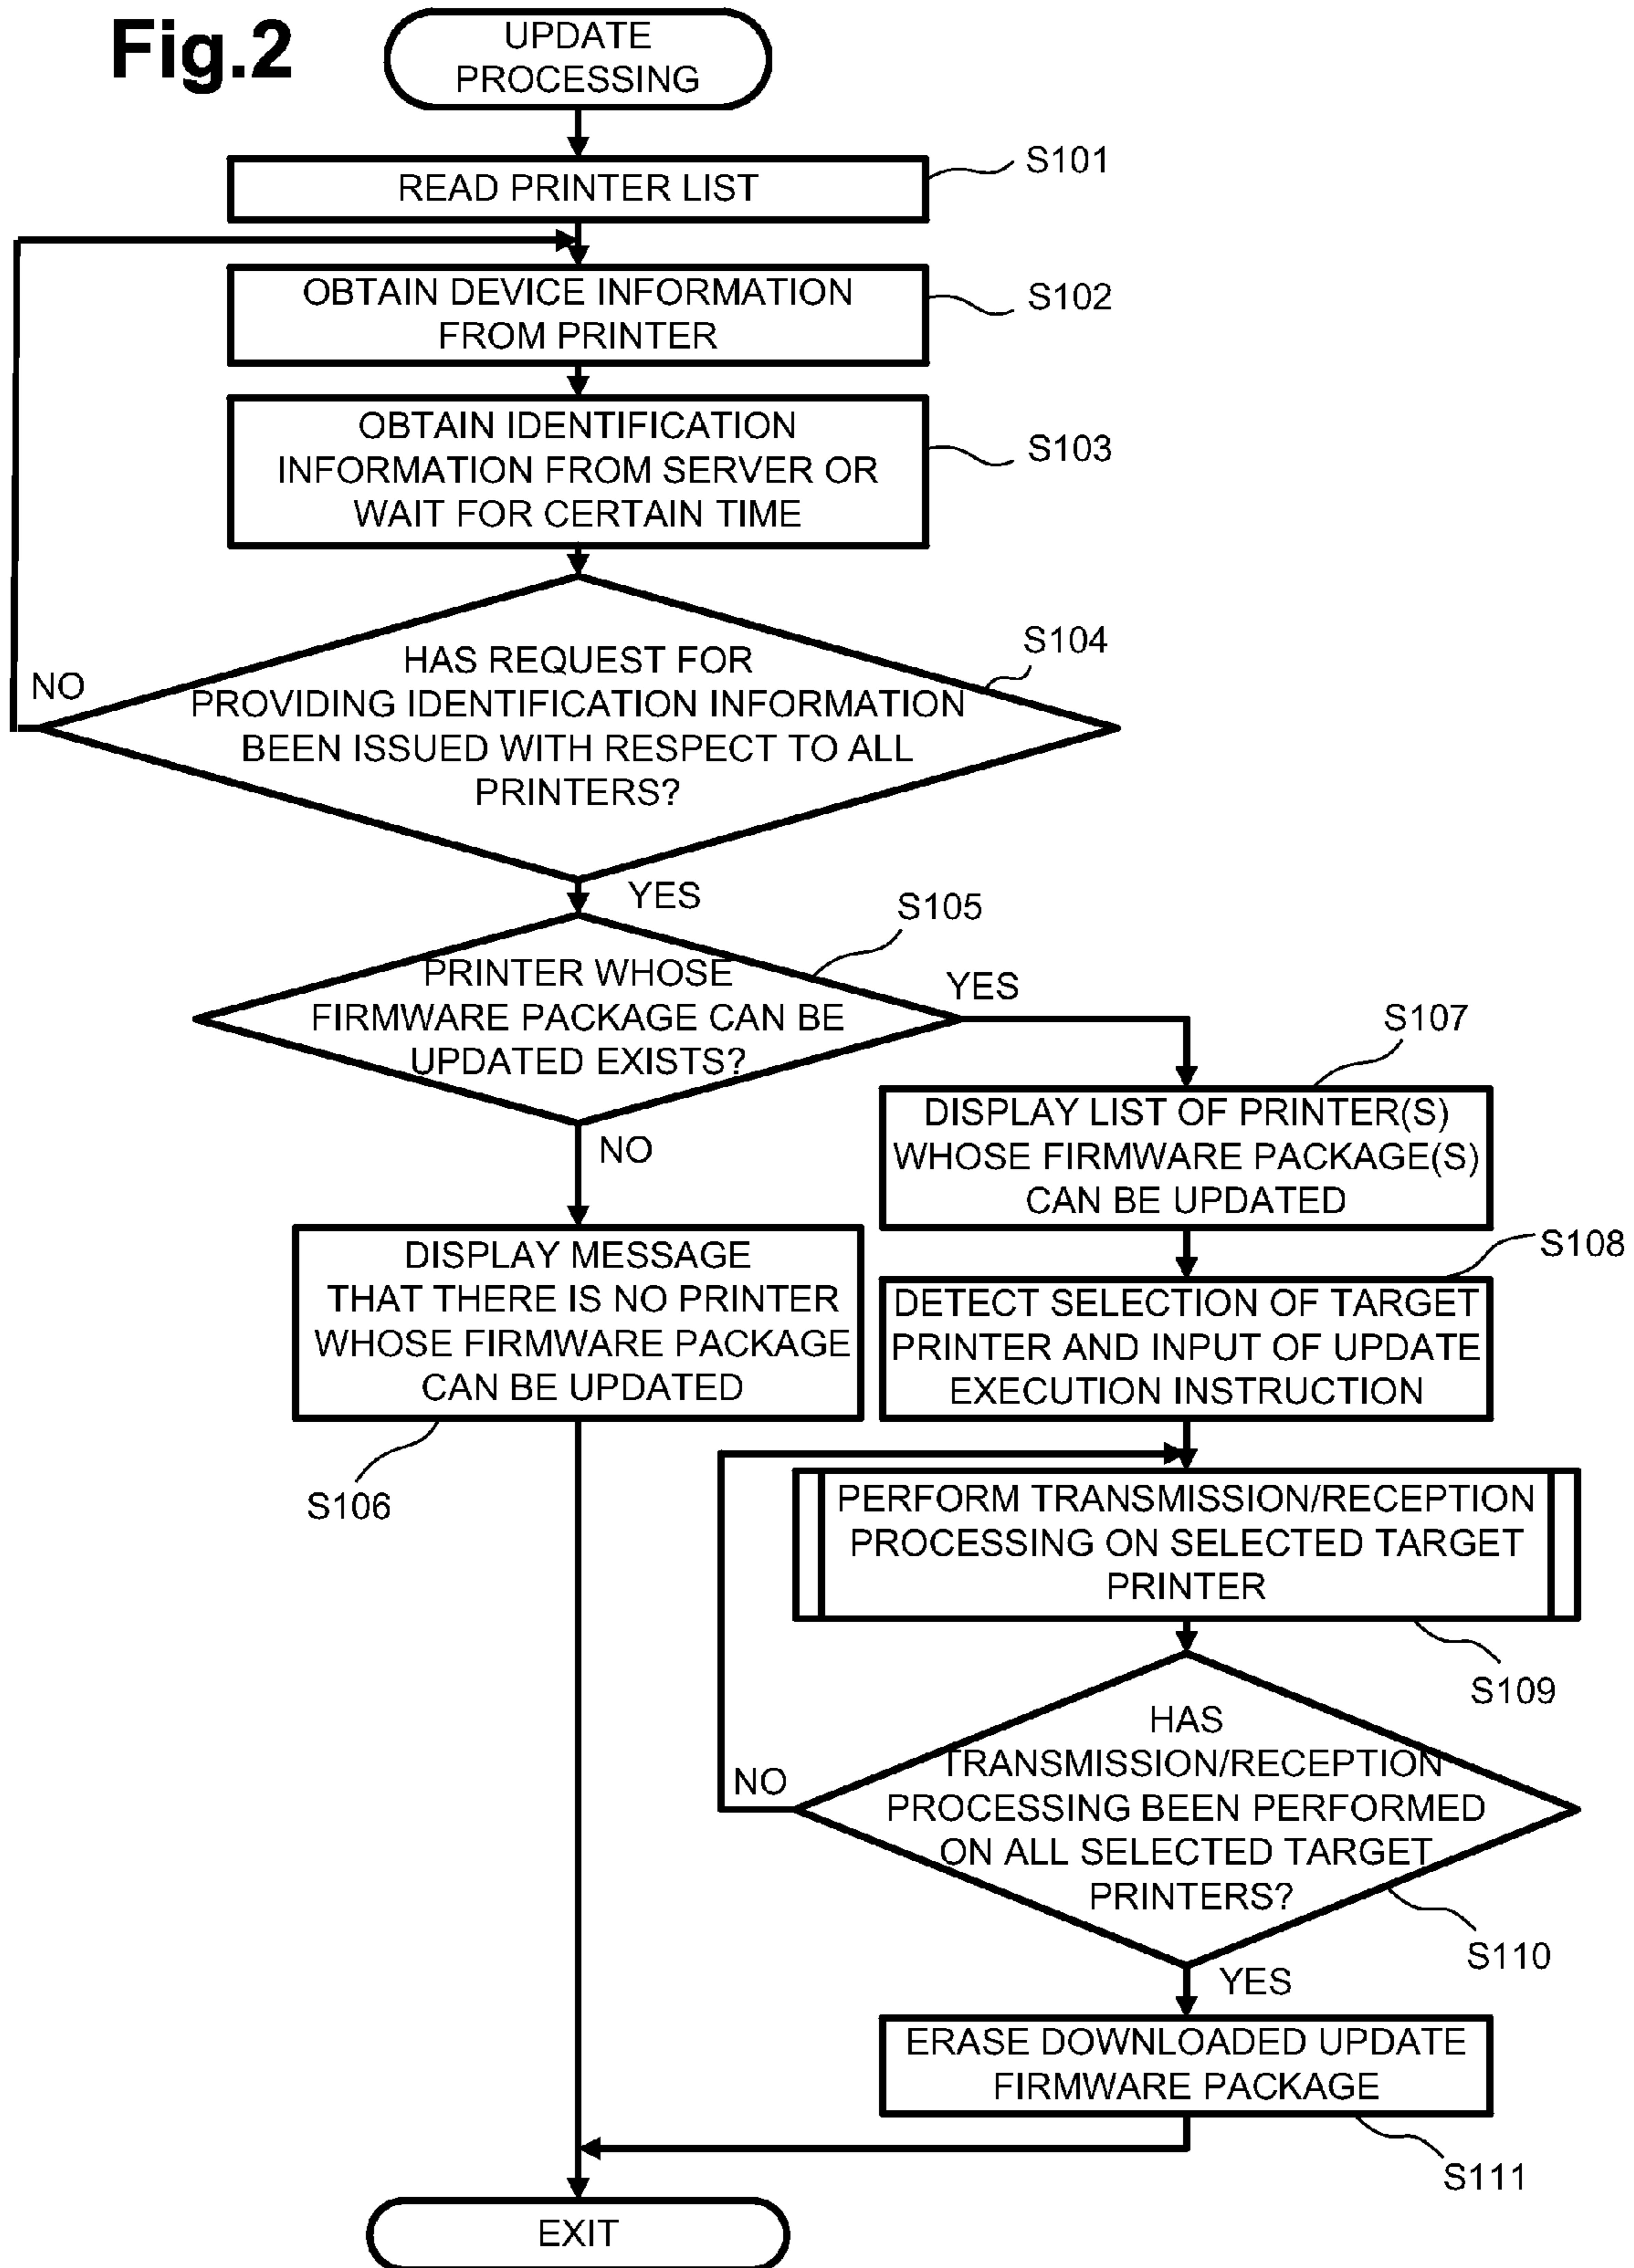 Fig.2
UPDATE
PROCESSING
READ PRINTER LIST
S101
OBTAIN DEVICE INFORMATION
FROM PRINTER
S102
OBTAIN IDENTIFICATION
INFORMATION FROM SERVER OR
WAIT FOR CERTAIN TIME
S103
HAS REQUEST FOR
PROVIDING IDENTIFICATION INFORMATION
BEEN ISSUED WITH RESPECT TO ALL
PRINTERS?
S104
NO
YES
PRINTER WHOSE
FIRMWARE PACKAGE CAN BE
UPDATED EXISTS?
S105
YES
NO
DISPLAY MESSAGE
THAT THERE IS NO PRINTER
WHOSE FIRMWARE PACKAGE
CAN BE UPDATED
S106
DISPLAY LIST OF PRINTER(S)
WHOSE FIRMWARE PACKAGE(S)
CAN BE UPDATED
S107
DETECT SELECTION OF TARGET
PRINTER AND INPUT OF UPDATE
EXECUTION INSTRUCTION
S108
PERFORM TRANSMISSION/RECEPTION
PROCESSING ON SELECTED TARGET
PRINTER
S109
HAS
TRANSMISSION/RECEPTION
PROCESSING BEEN PERFORMED
ON ALL SELECTED TARGET
PRINTERS?
S110
NO
YES
ERASE DOWNLOADED UPDATE
FIRMWARE PACKAGE
S111
EXIT